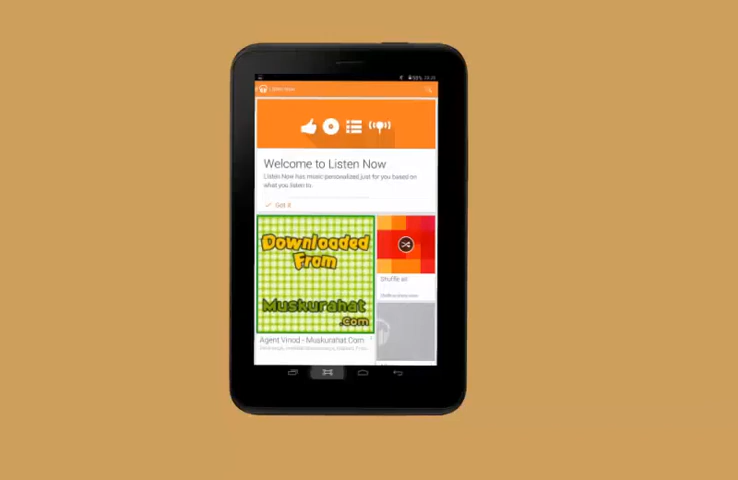 Listen Now
Welcome to Listen Now
Listen Now has music personalized just for you based on
what you listen to.
Got it
Downloaded
From
Muskurahat
.Com
Shuffle all
Agent Vinod - Muskurahat.Com